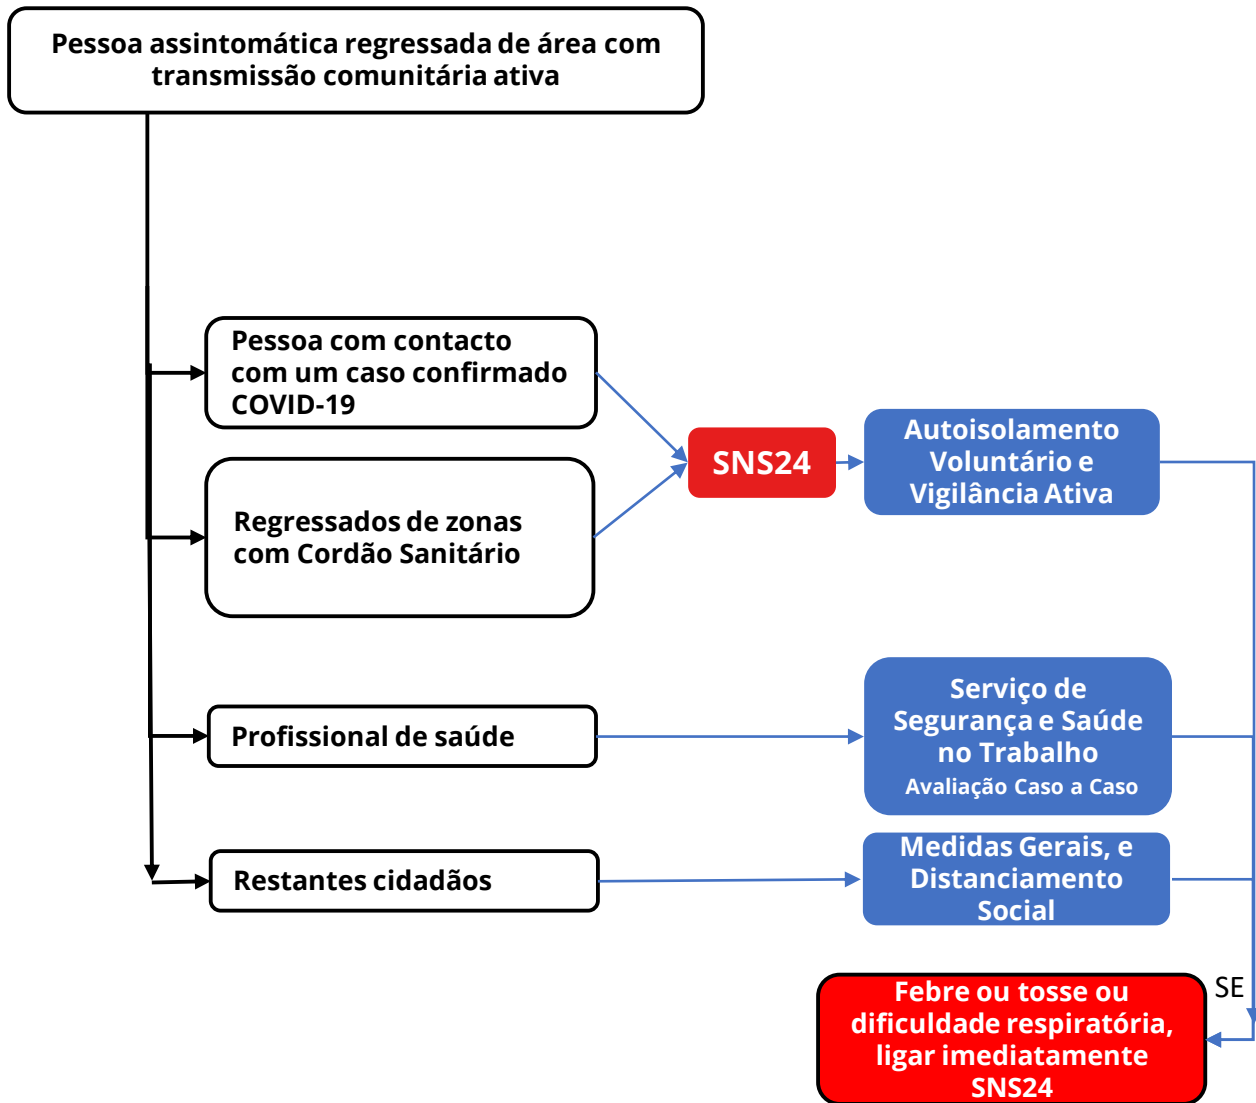 Pessoa assintomática regressada de área com
transmissão comunitária ativa
Pessoa com contacto
com um caso confirmado
COVID-19
SNS24
Autoisolamento
Voluntário e
Vigilância Ativa
Regressados de zonas
com Cordão Sanitário
Profissional de saúde
Serviço de
Segurança e Saúde
no Trabalho
Avaliação Caso a Caso
Restantes cidadãos
Medidas Gerais, e
Distanciamento
Social
SE
Febre ou tosse ou
dificuldade respiratória,
ligar imediatamente
SNS24